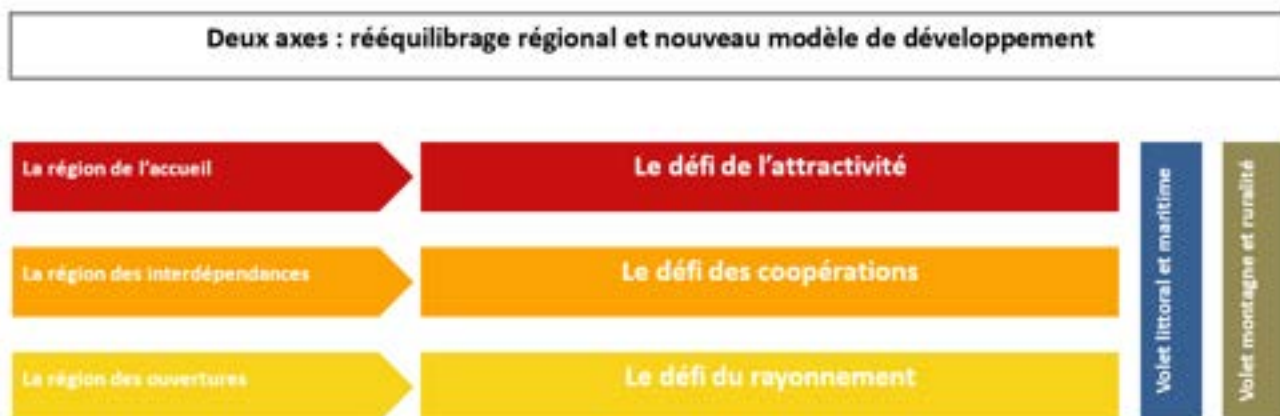 Deux axes : rééquilibrage régional et nouveau modèle de développement
La région de l'accueil
Le défi de l'attractivité
La région des interdépendances
Le défi des coopérations
La région des ouvertures
Le défi du rayonnement
Volet littoral et maritime
Volet montagne et ruralité